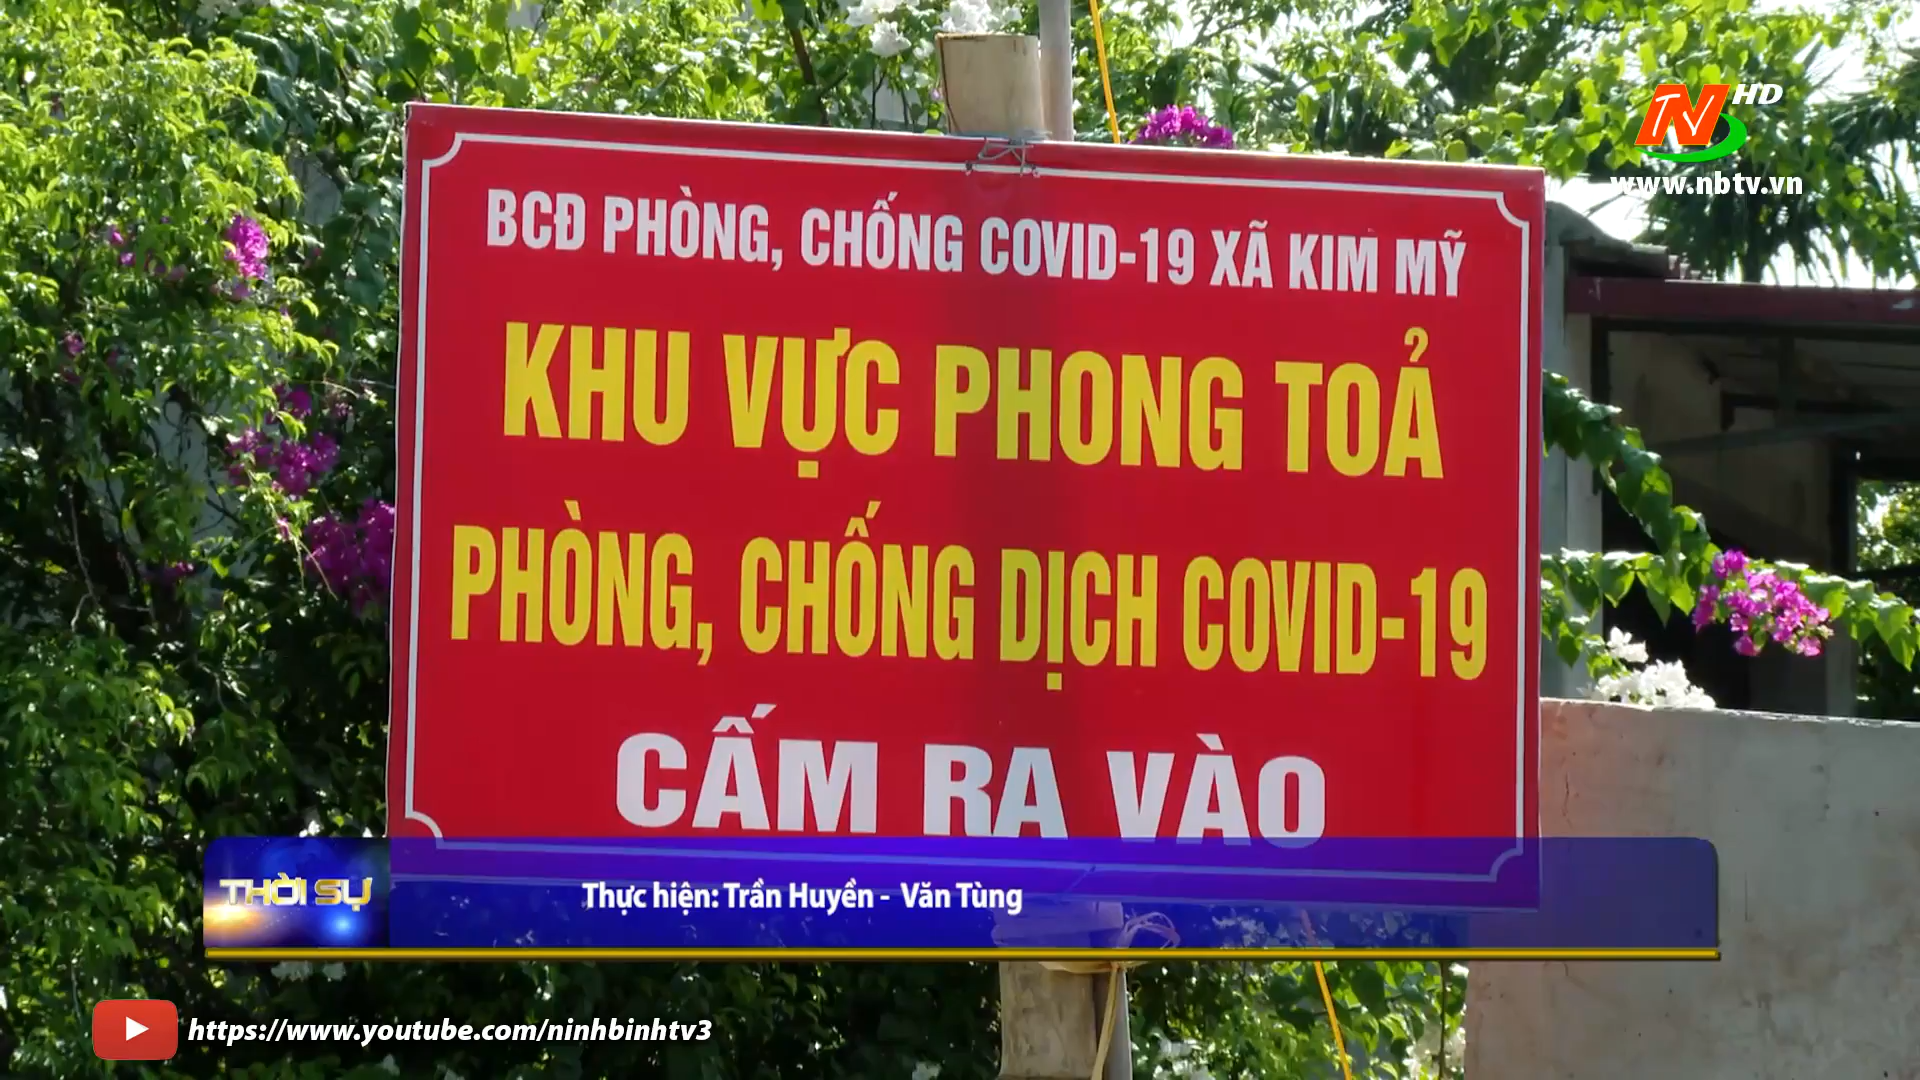 NTV HD
www.nbtv.vn
BCĐ PHÒNG, CHỐNG COVID-19 XÃ KIM MỸ
KHU VỰC PHONG TOẢ
PHÒNG, CHỐNG DỊCH COVID-19
CẤM RA VÀO
THỜI SỰ
Thực hiện: Trần Huyền - Văn Tùng
https://www.youtube.com/ninhbinhtv3